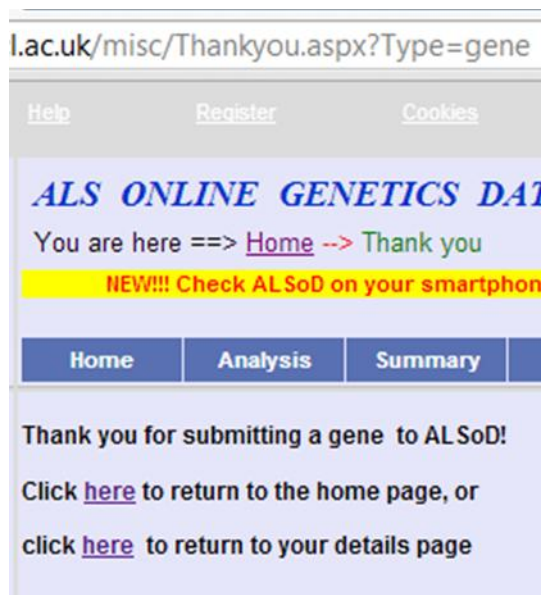 l.ac.uk/misc/Thankyou.aspx?Type=gene
Help Register Cookies
ALS ONLINE GENETICS DAT
You are here ==> Home --> Thank you
NEW!!! Check ALSoD on your smartphon
Home Analysis Summary
Thank you for submitting a gene to ALSoD!
Click here to return to the home page, or
click here to return to your details page